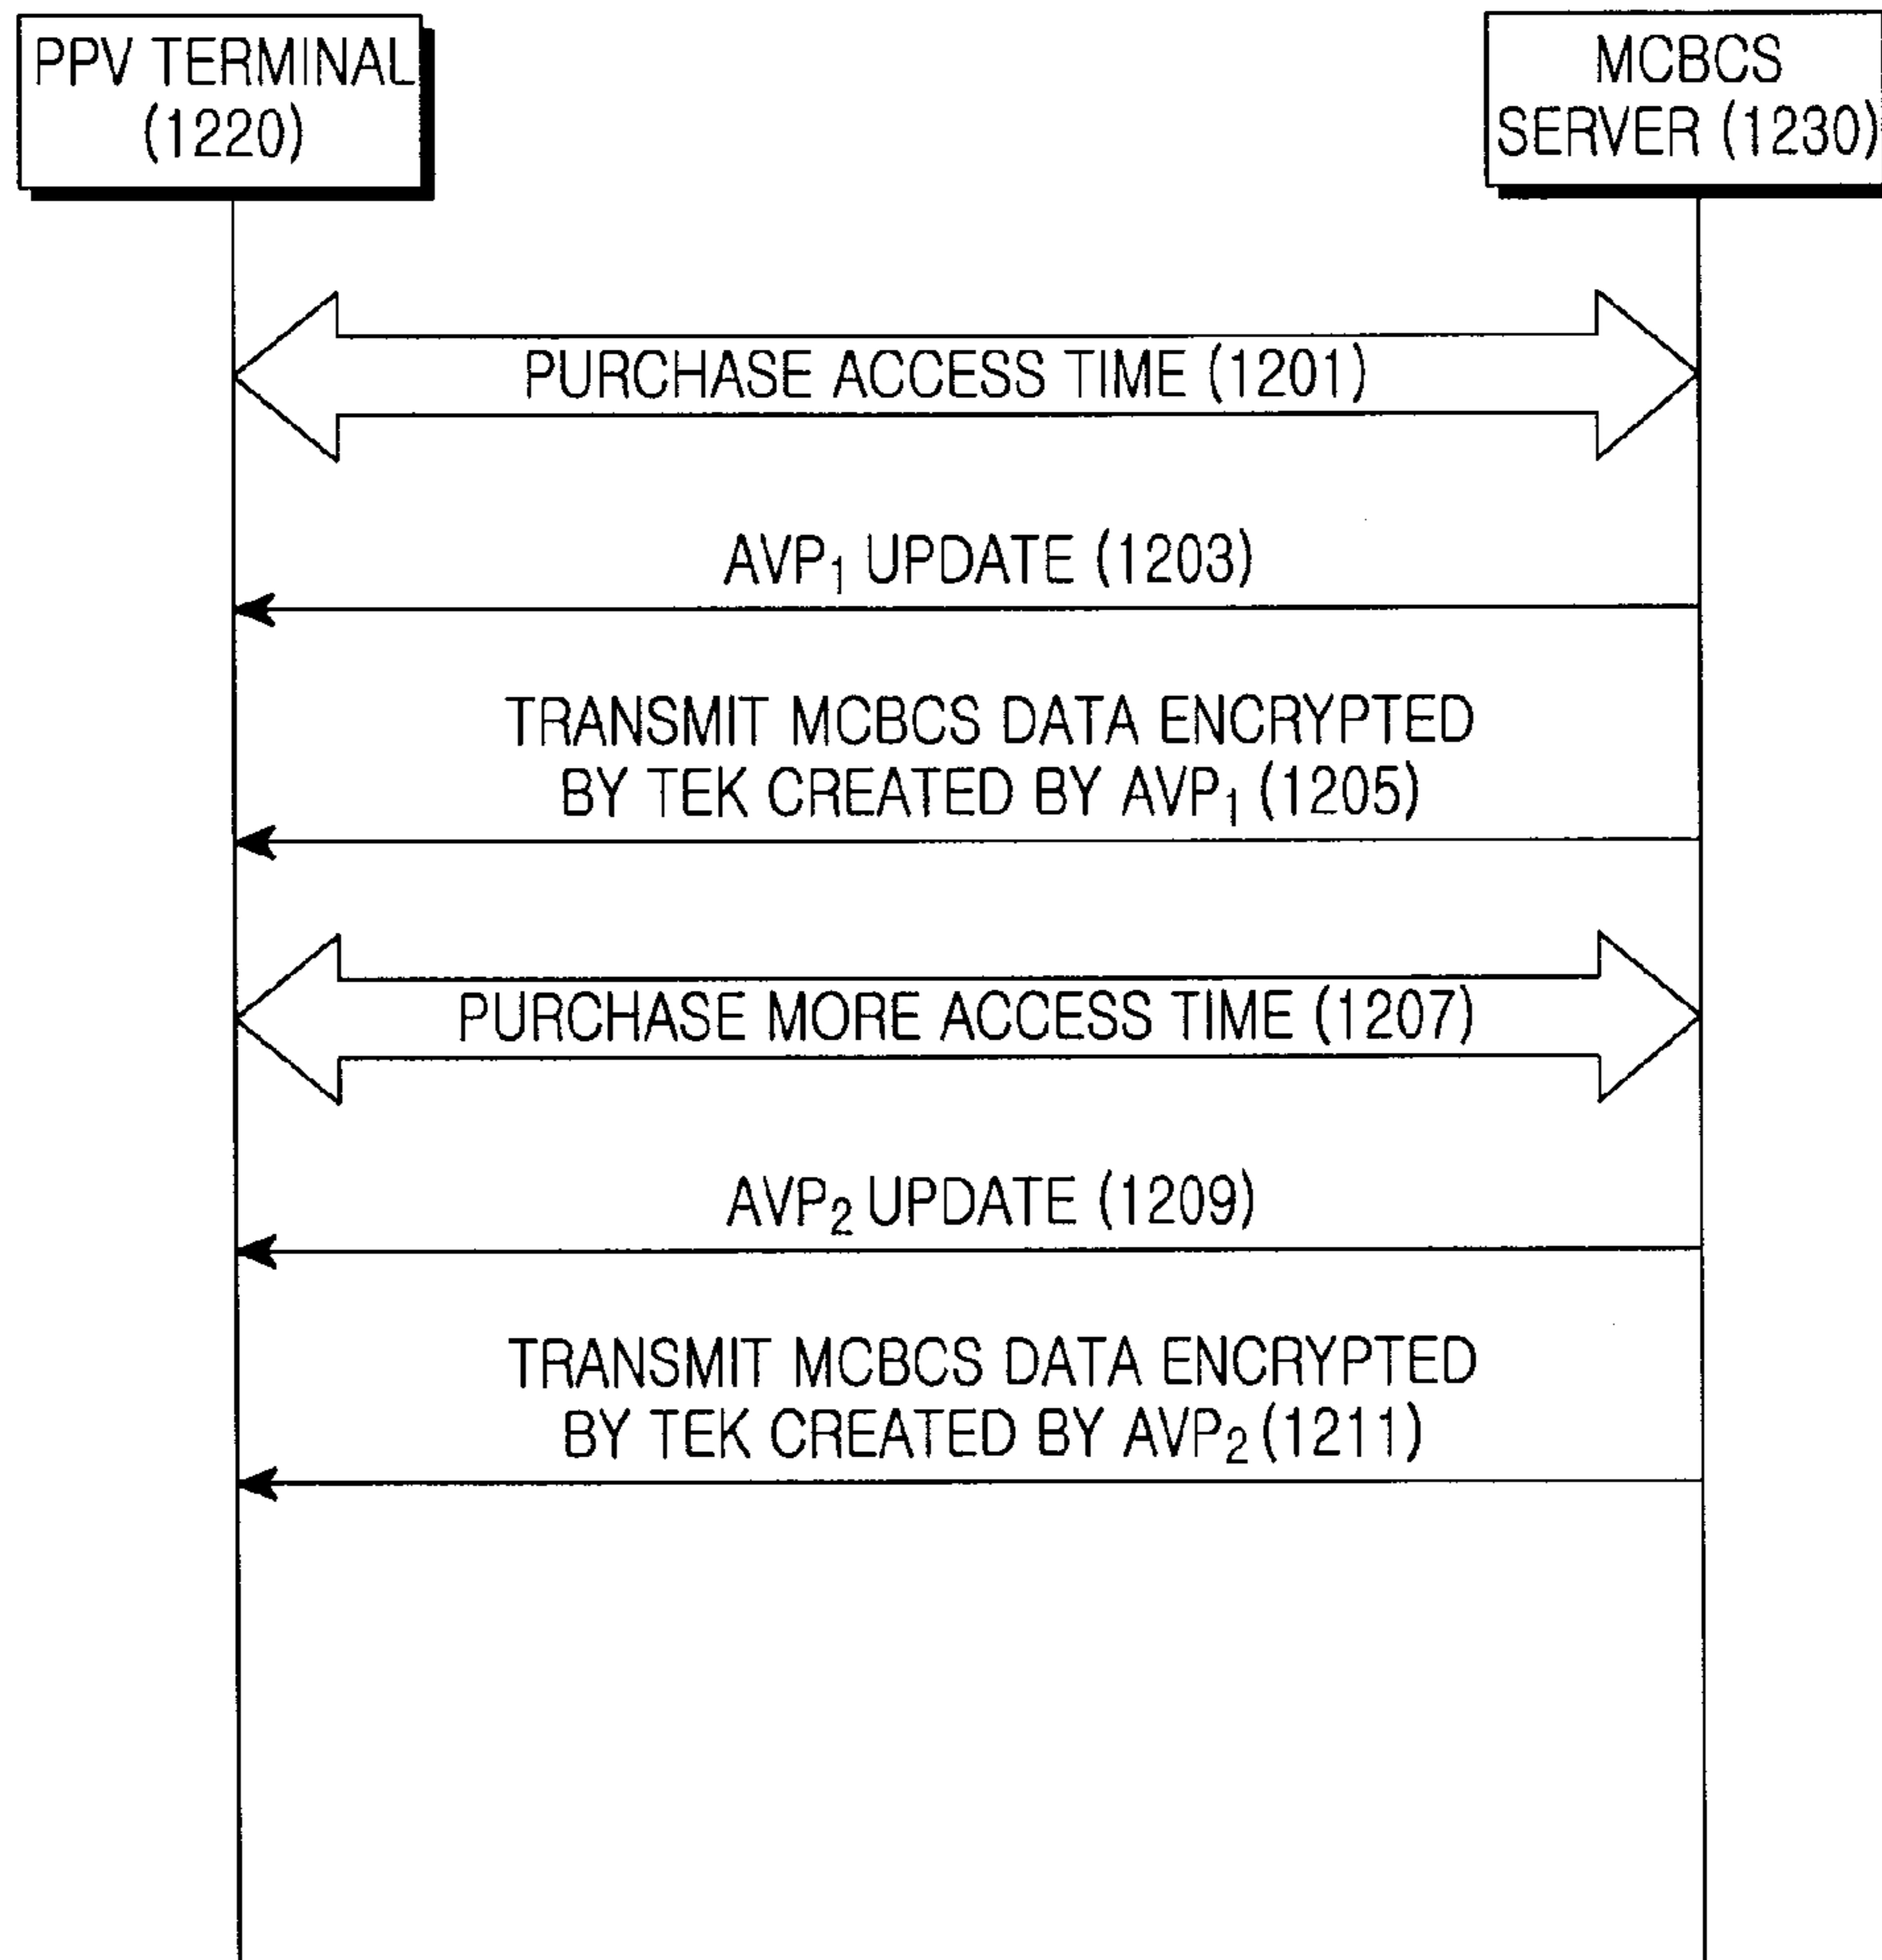 PPV TERMINAL
(1220)
MCBCS
SERVER (1230)
PURCHASE ACCESS TIME (1201)
AVP₁ UPDATE (1203)
TRANSMIT MCBCS DATA ENCRYPTED
BY TEK CREATED BY AVP₁ (1205)
PURCHASE MORE ACCESS TIME (1207)
AVP₂ UPDATE (1209)
TRANSMIT MCBCS DATA ENCRYPTED
BY TEK CREATED BY AVP₂ (1211)